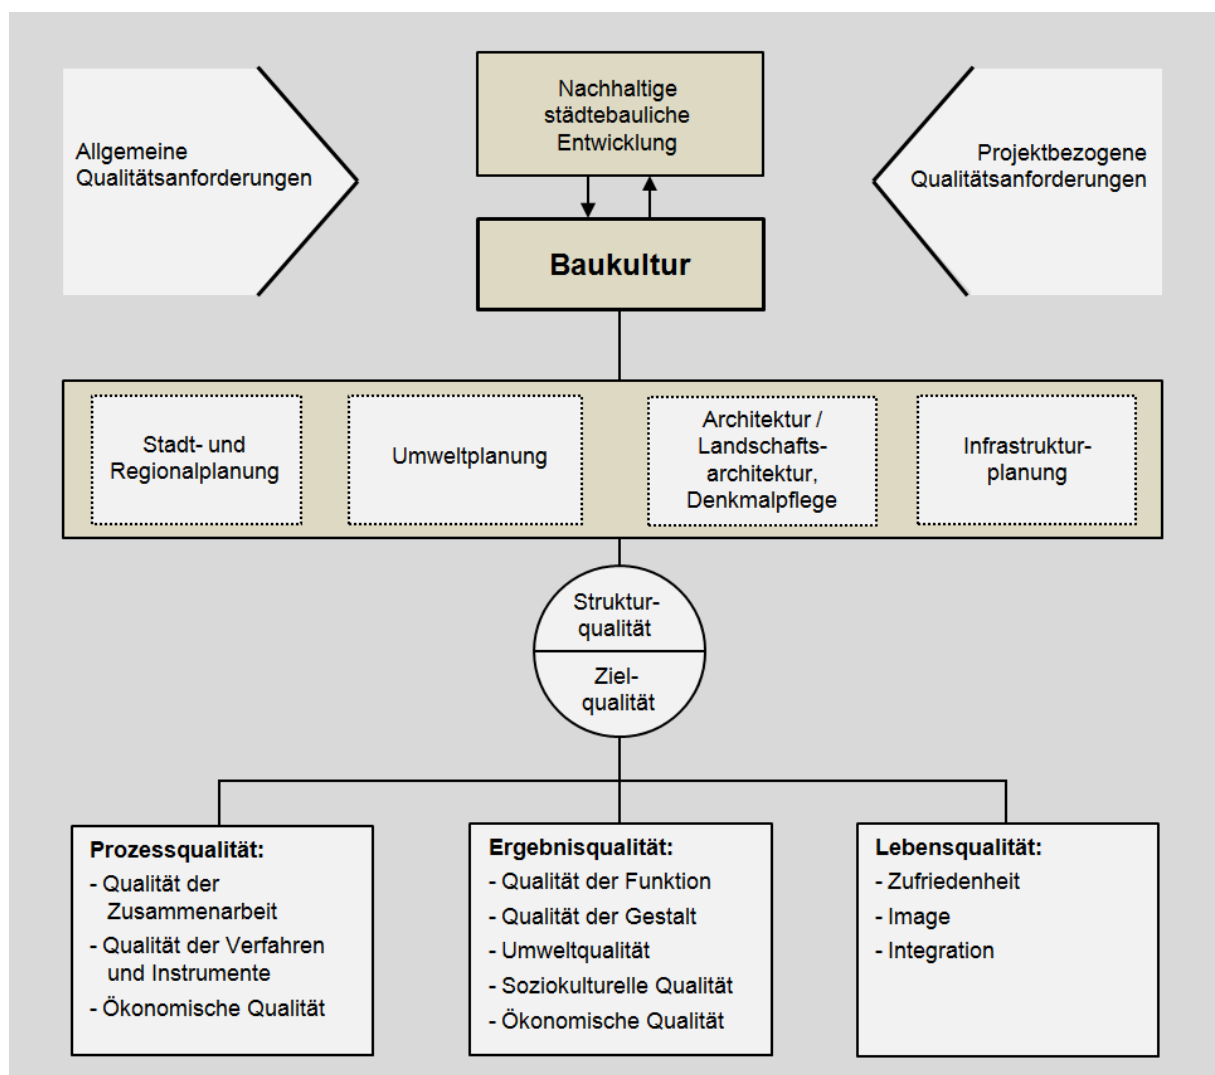 Nachhaltige
städtebauliche
Entwicklung
Allgemeine
Qualitätsanforderungen
Projektbezogene
Qualitätsanforderungen
Baukultur
Stadt- und
Regionalplanung
Umweltplanung
Architektur /
Landschafts-
architektur,
Denkmalpflege
Infrastruktur-
planung
Struktur-
qualität
Ziel-
qualität
Prozessqualität:
- Qualität der
Zusammenarbeit
- Qualität der Verfahren
und Instrumente
- Ökonomische Qualität
Ergebnisqualität:
- Qualität der Funktion
- Qualität der Gestalt
- Umweltqualität
- Soziokulturelle Qualität
- Ökonomische Qualität
Lebensqualität:
- Zufriedenheit
- Image
- Integration